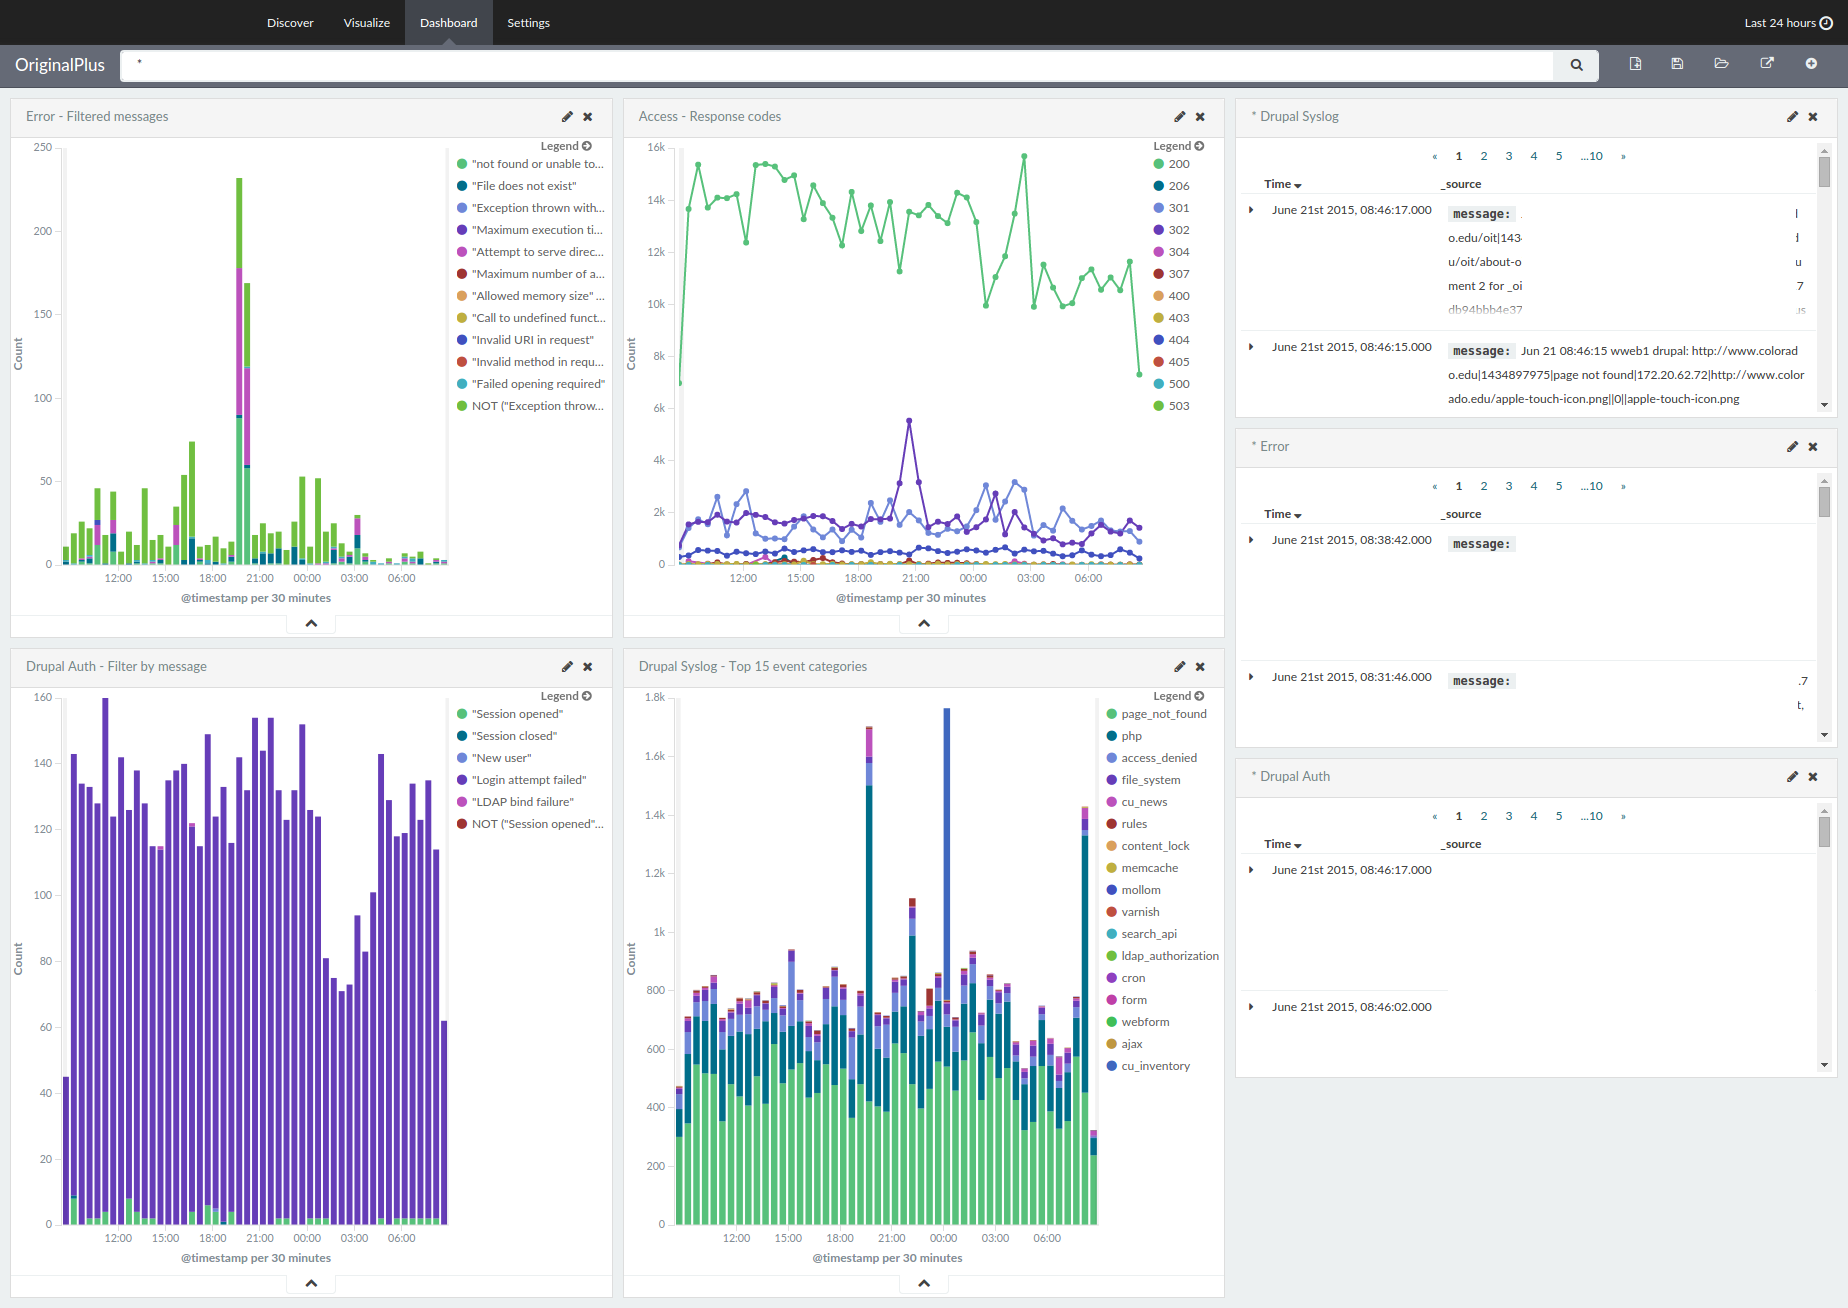 Discover Visualize Dashboard Settings Last 24 hours
OriginalPlus *
Error - Filtered messages
Legend
250
200
150
100
50
0
Count
12:00 15:00 18:00 21:00 00:00 03:00 06:00
@timestamp per 30 minutes
"not found or unable to...
"File does not exist"
"Exception thrown with...
"Maximum execution ti...
"Attempt to serve direc...
"Maximum number of a...
"Allowed memory size" ...
"Call to undefined funct...
"Invalid URI in request"
"Invalid method in requ...
"Failed opening required"
NOT ("Exception throw...
Access - Response codes
Legend
16k
14k
12k
10k
8k
6k
4k
2k
0
Count
12:00 15:00 18:00 21:00 00:00 03:00 06:00
@timestamp per 30 minutes
200
206
301
302
304
307
400
403
404
405
500
503
* Drupal Syslog
« 1 2 3 4 5 ...10 »
Time _source
June 21st 2015, 08:46:17.000 message:
o.edu/oit|143
u/oit/about-o u
ment 2 for _oi 7
db94bbb4e37 us
June 21st 2015, 08:46:15.000 message: Jun 21 08:46:15 wweb1 drupal: http://www.colorad
o.edu|1434897975|page not found|172.20.62.72|http://www.color
ado.edu/apple-touch-icon.png||0||apple-touch-icon.png
* Error
« 1 2 3 4 5 ...10 »
Time _source
June 21st 2015, 08:38:42.000 message:
June 21st 2015, 08:31:46.000 message: .7
t,
Drupal Auth - Filter by message
Legend
160
140
120
100
80
60
40
20
0
Count
12:00 15:00 18:00 21:00 00:00 03:00 06:00
@timestamp per 30 minutes
"Session opened"
"Session closed"
"New user"
"Login attempt failed"
"LDAP bind failure"
NOT ("Session opened"...
Drupal Syslog - Top 15 event categories
Legend
1.8k
1.6k
1.4k
1.2k
1k
800
600
400
200
0
Count
12:00 15:00 18:00 21:00 00:00 03:00 06:00
@timestamp per 30 minutes
page_not_found
php
access_denied
file_system
cu_news
rules
content_lock
memcache
mollom
varnish
search_api
ldap_authorization
cron
form
webform
ajax
cu_inventory
* Drupal Auth
« 1 2 3 4 5 ...10 »
Time _source
June 21st 2015, 08:46:17.000
June 21st 2015, 08:46:02.000